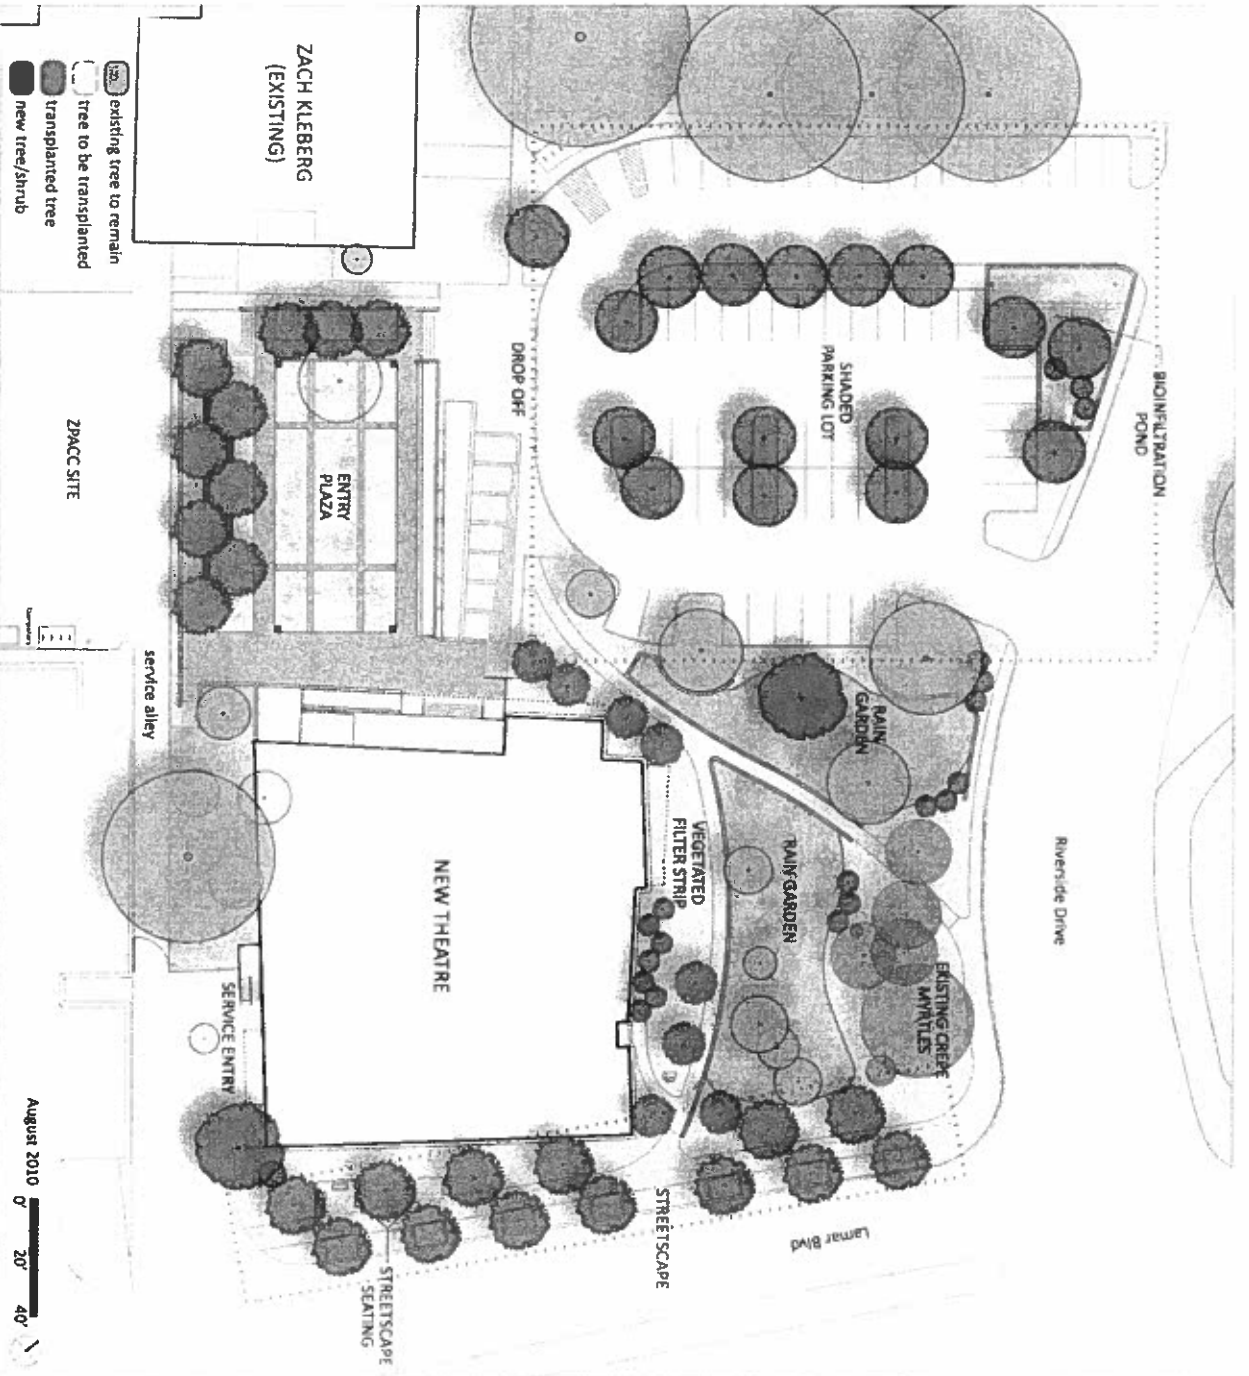 ZACH KLEBERG
(EXISTING)
existing tree to remain
tree to be transplanted
transplanted tree
new tree/shrub
BIOINFILTRATION
POND
SHADED
PARKING LOT
DROP OFF
ENTRY
PLAZA
ZPACC SITE
service alley
RAIN
GARDEN
Riverside Drive
VEGETATED
FILTER STRIP
RAIN GARDEN
NEW THEATRE
EXISTING CREPE
MYRTLES
SERVICE ENTRY
STREETSCAPE
Lamar Blvd
STREETSCAPE
SEATING
August 2010
0' 20' 40'